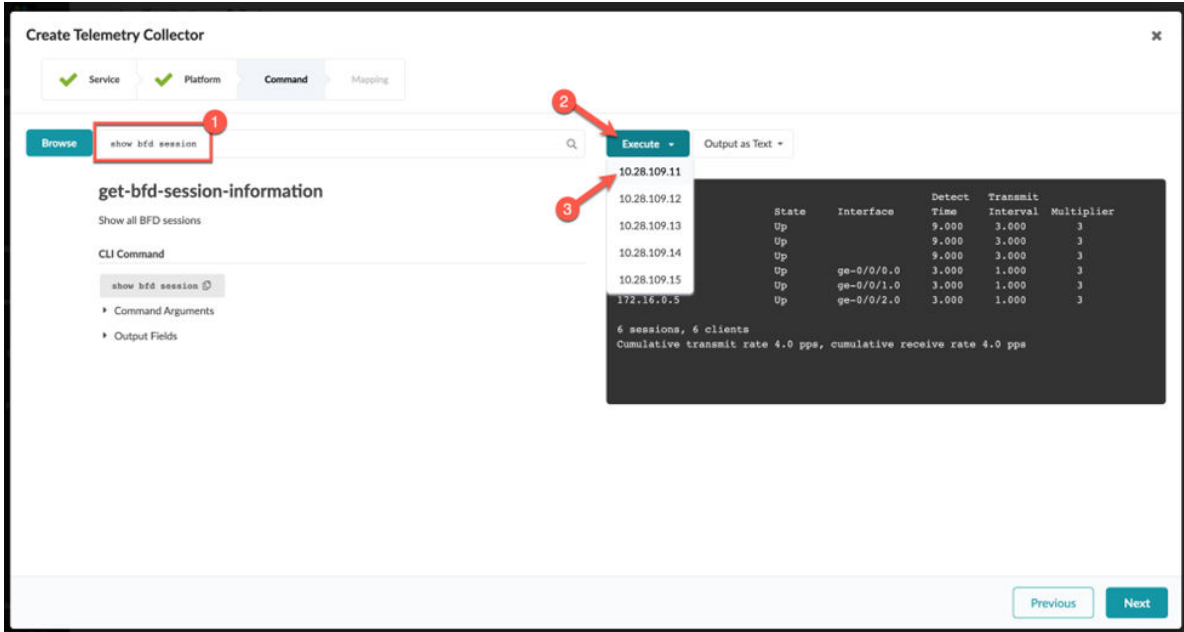 Create Telemetry Collector
Service Platform Command Mapping
1
2
3
Browse show bfd session
Execute Output as Text
10.28.109.11
10.28.109.12
10.28.109.13
10.28.109.14
10.28.109.15
get-bfd-session-information
Show all BFD sessions
CLI Command
show bfd session
Command Arguments
Output Fields
Detect Transmit
State Interface Time Interval Multiplier
Up 9.000 3.000 3
Up 9.000 3.000 3
Up 9.000 3.000 3
Up ge-0/0/0.0 3.000 1.000 3
Up ge-0/0/1.0 3.000 1.000 3
172.16.0.5 Up ge-0/0/2.0 3.000 1.000 3
6 sessions, 6 clients
Cumulative transmit rate 4.0 pps, cumulative receive rate 4.0 pps
Previous Next